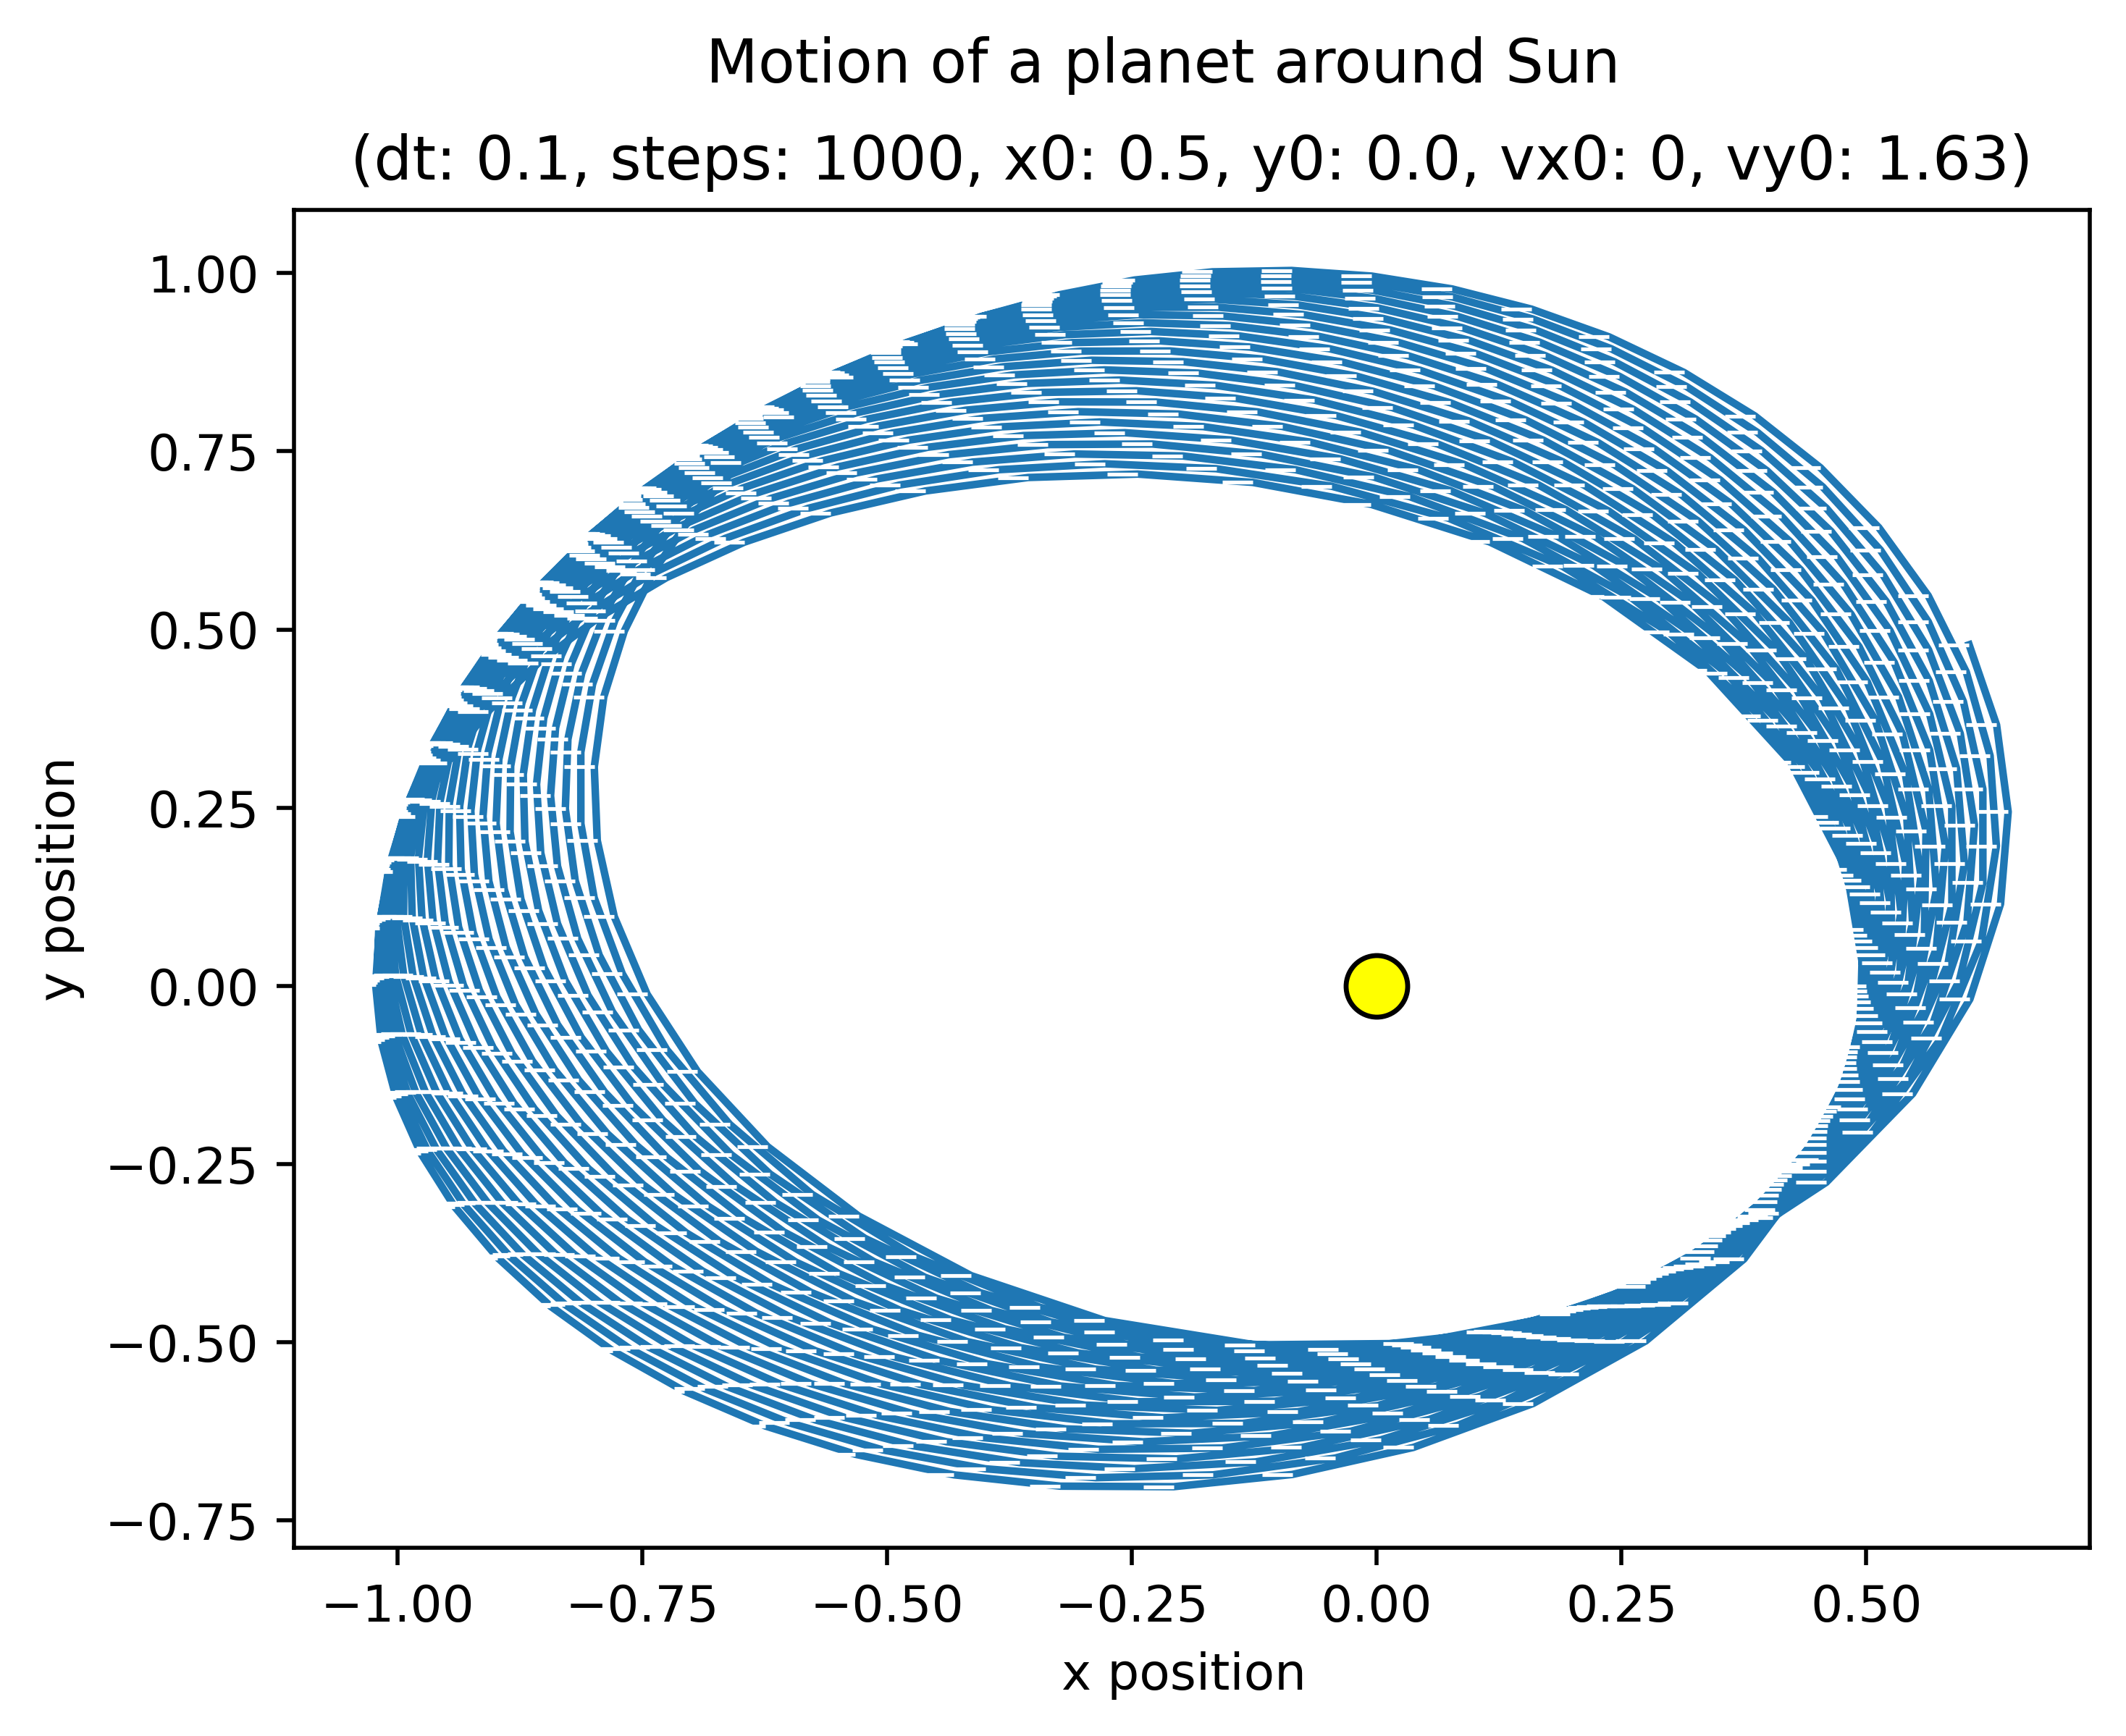 Motion of a planet around Sun
(dt: 0.1, steps: 1000, x0: 0.5, y0: 0.0, vx0: 0, vy0: 1.63)
1.00
0.75
0.50
0.25
0.00
−0.25
−0.50
−0.75
y position
−1.00 −0.75 −0.50 −0.25 0.00 0.25 0.50
x position